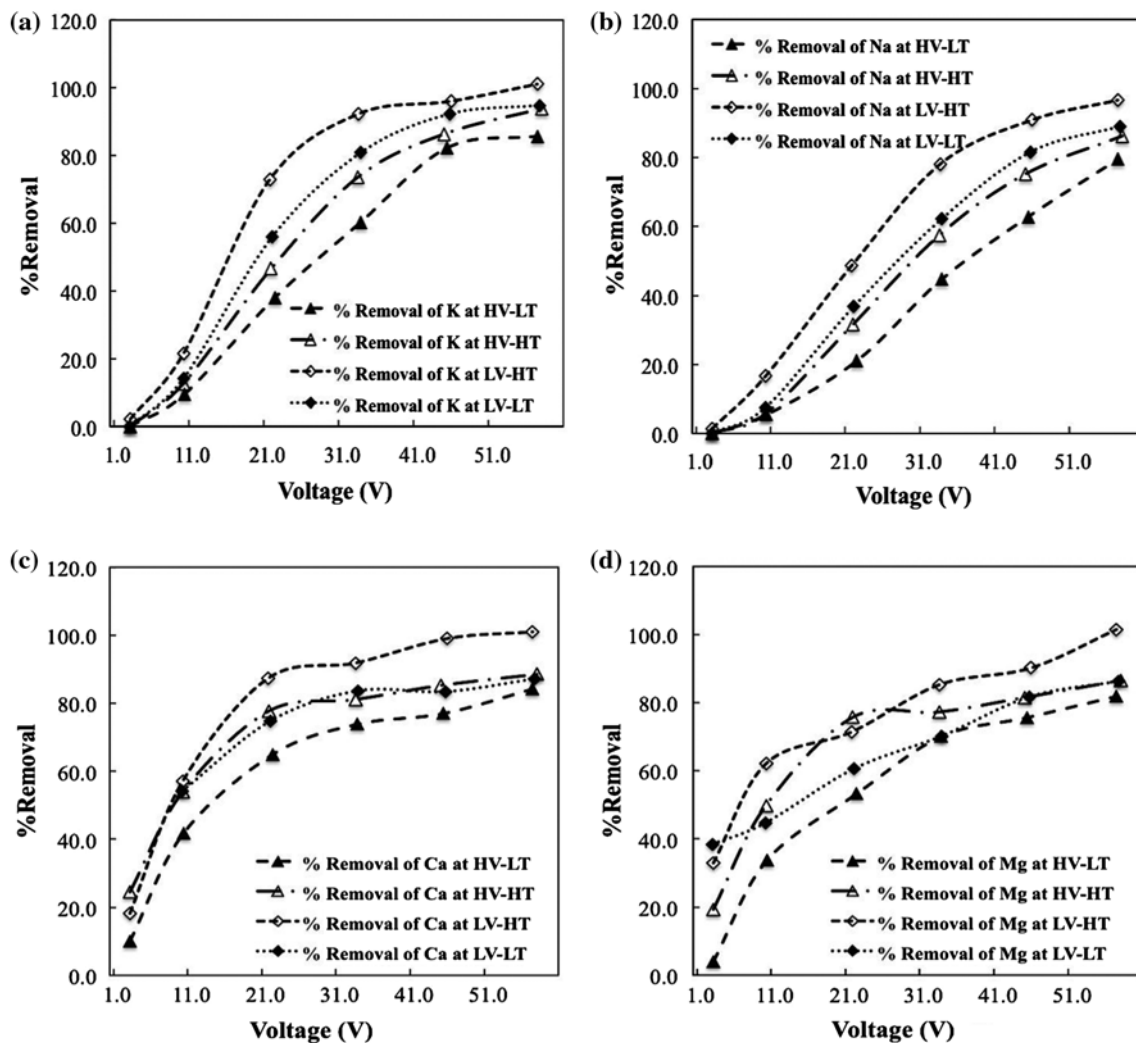 (a)
120.0
100.0
80.0
60.0
40.0
20.0
0.0
%Removal
% Removal of K at HV-LT
% Removal of K at HV-HT
% Removal of K at LV-HT
% Removal of K at LV-LT
1.0 11.0 21.0 31.0 41.0 51.0
Voltage (V)
(b)
120.0
100.0
80.0
60.0
40.0
20.0
0.0
%Removal
% Removal of Na at HV-LT
% Removal of Na at HV-HT
% Removal of Na at LV-HT
% Removal of Na at LV-LT
1.0 11.0 21.0 31.0 41.0 51.0
Voltage (V)
(c)
120.0
100.0
80.0
60.0
40.0
20.0
0.0
%Removal
% Removal of Ca at HV-LT
% Removal of Ca at HV-HT
% Removal of Ca at LV-HT
% Removal of Ca at LV-LT
1.0 11.0 21.0 31.0 41.0 51.0
Voltage (V)
(d)
120.0
100.0
80.0
60.0
40.0
20.0
0.0
%Removal
% Removal of Mg at HV-LT
% Removal of Mg at HV-HT
% Removal of Mg at LV-HT
% Removal of Mg at LV-LT
1.0 11.0 21.0 31.0 41.0 51.0
Voltage (V)